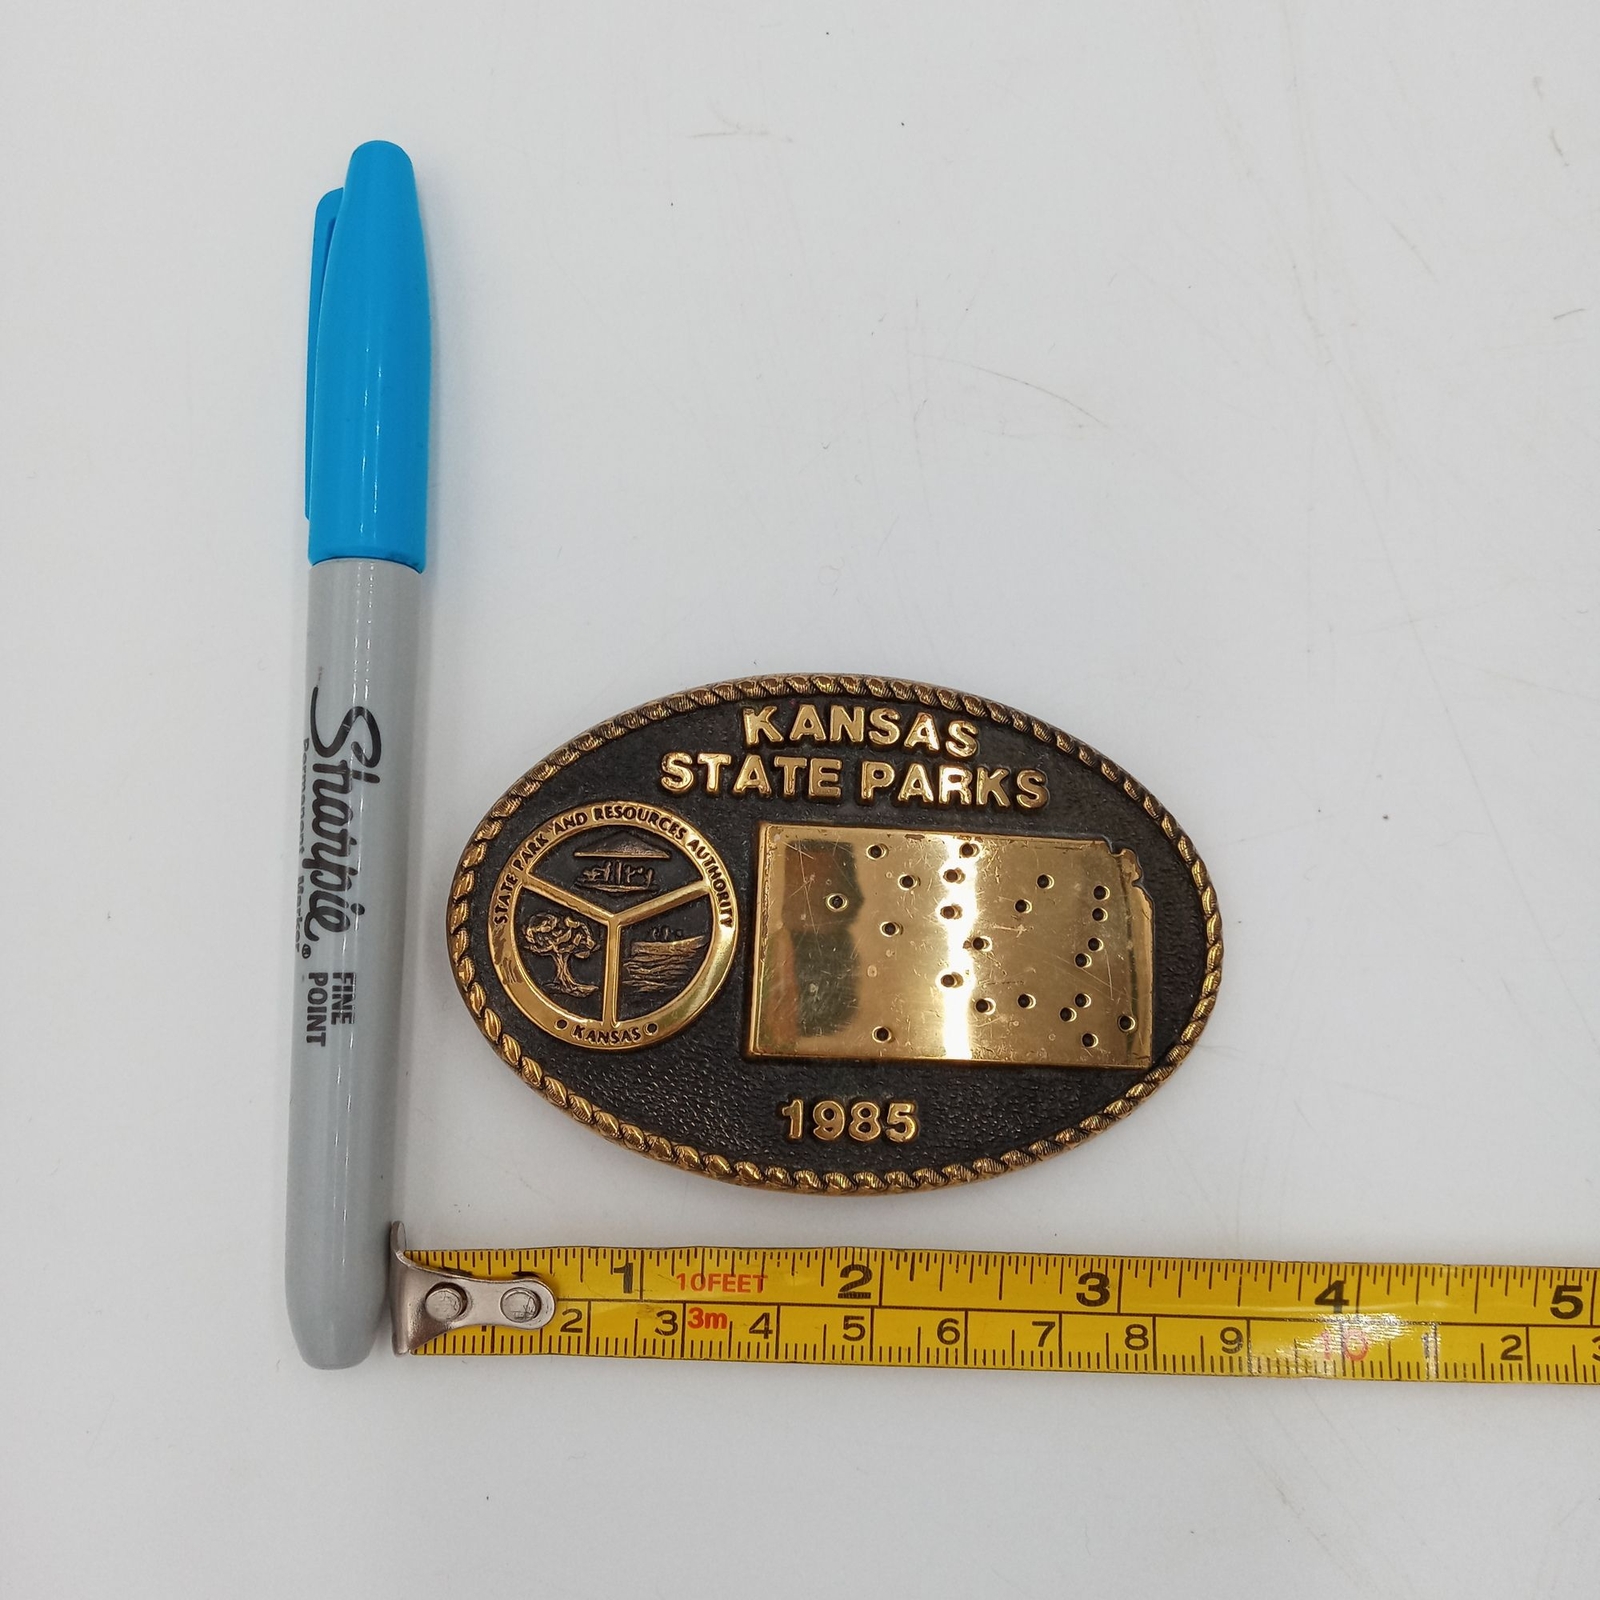 Sharpie®
Permanent Marker
FINE
POINT
KANSAS
STATE PARKS
STATE PARK AND RESOURCES AUTHORITY
• KANSAS •
1985
1 10FEET 2 3 4 5
2 3 3m 4 5 6 7 8 9 10 1 2 3